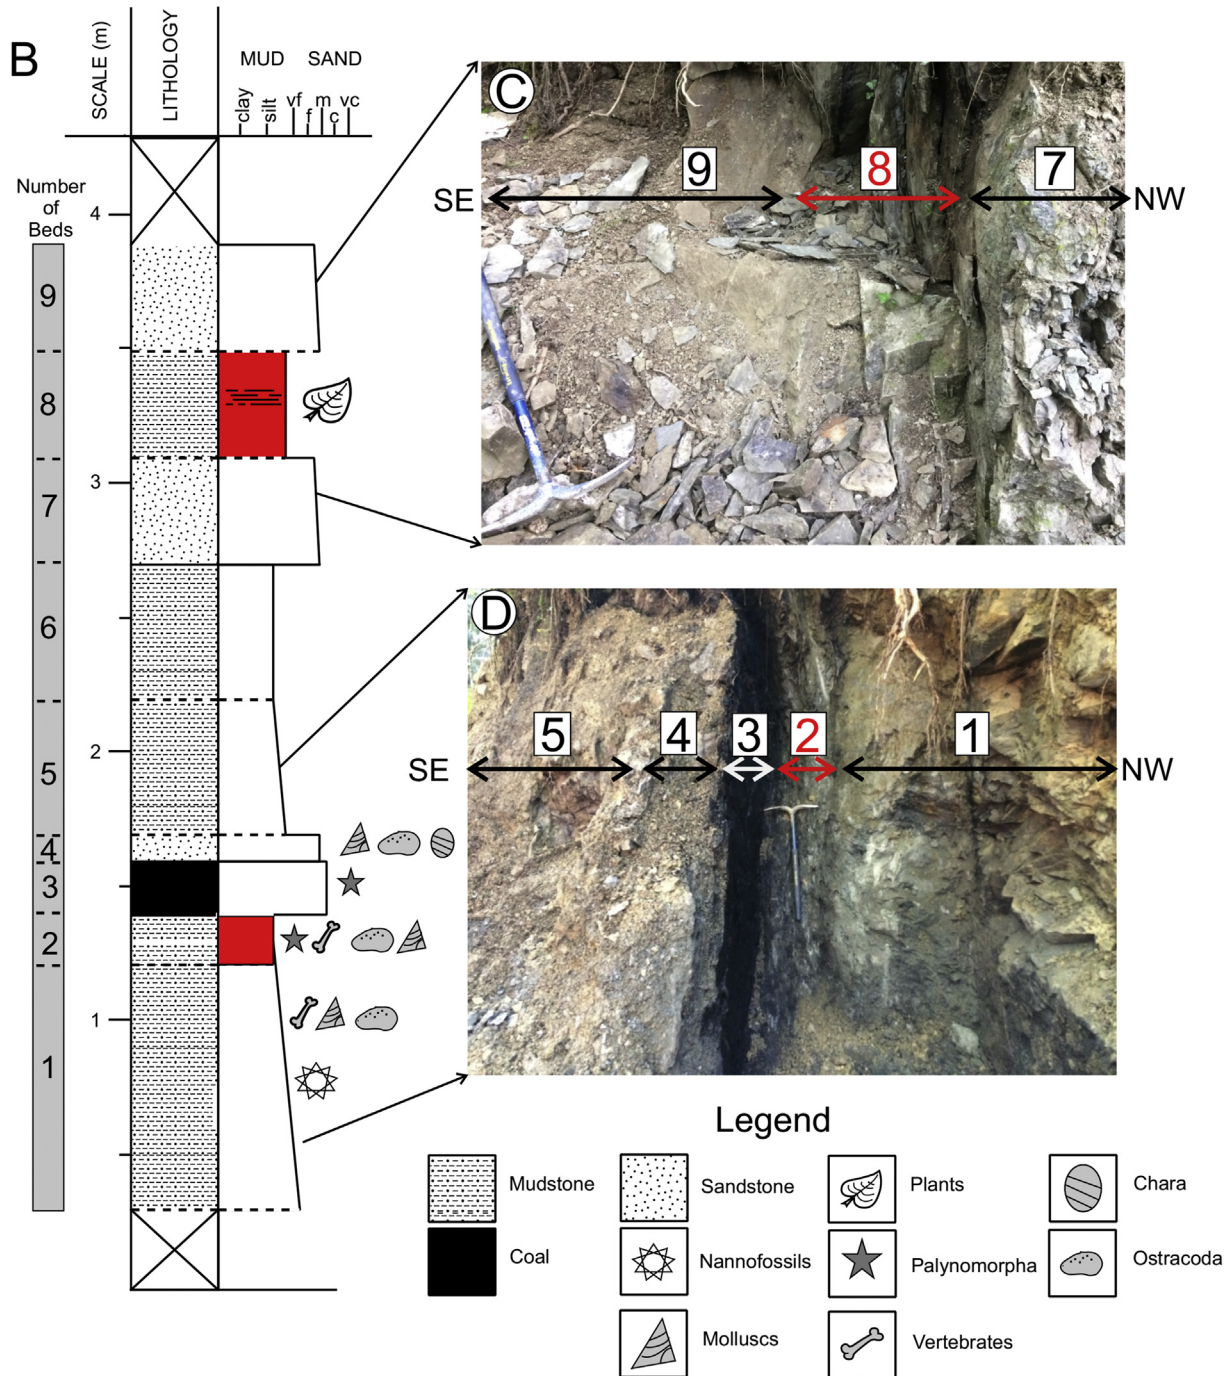 B
SCALE (m)
LITHOLOGY
MUD SAND
clay
silt
vf
f
m
c
vc
Number
of
Beds
4
3
2
1
9
8
7
6
5
4
3
2
1
C
SE
9
8
7
NW
D
SE
5
4
3
2
1
NW
Legend
Mudstone
Sandstone
Plants
Chara
Coal
Nannofossils
Palynomorpha
Ostracoda
Molluscs
Vertebrates